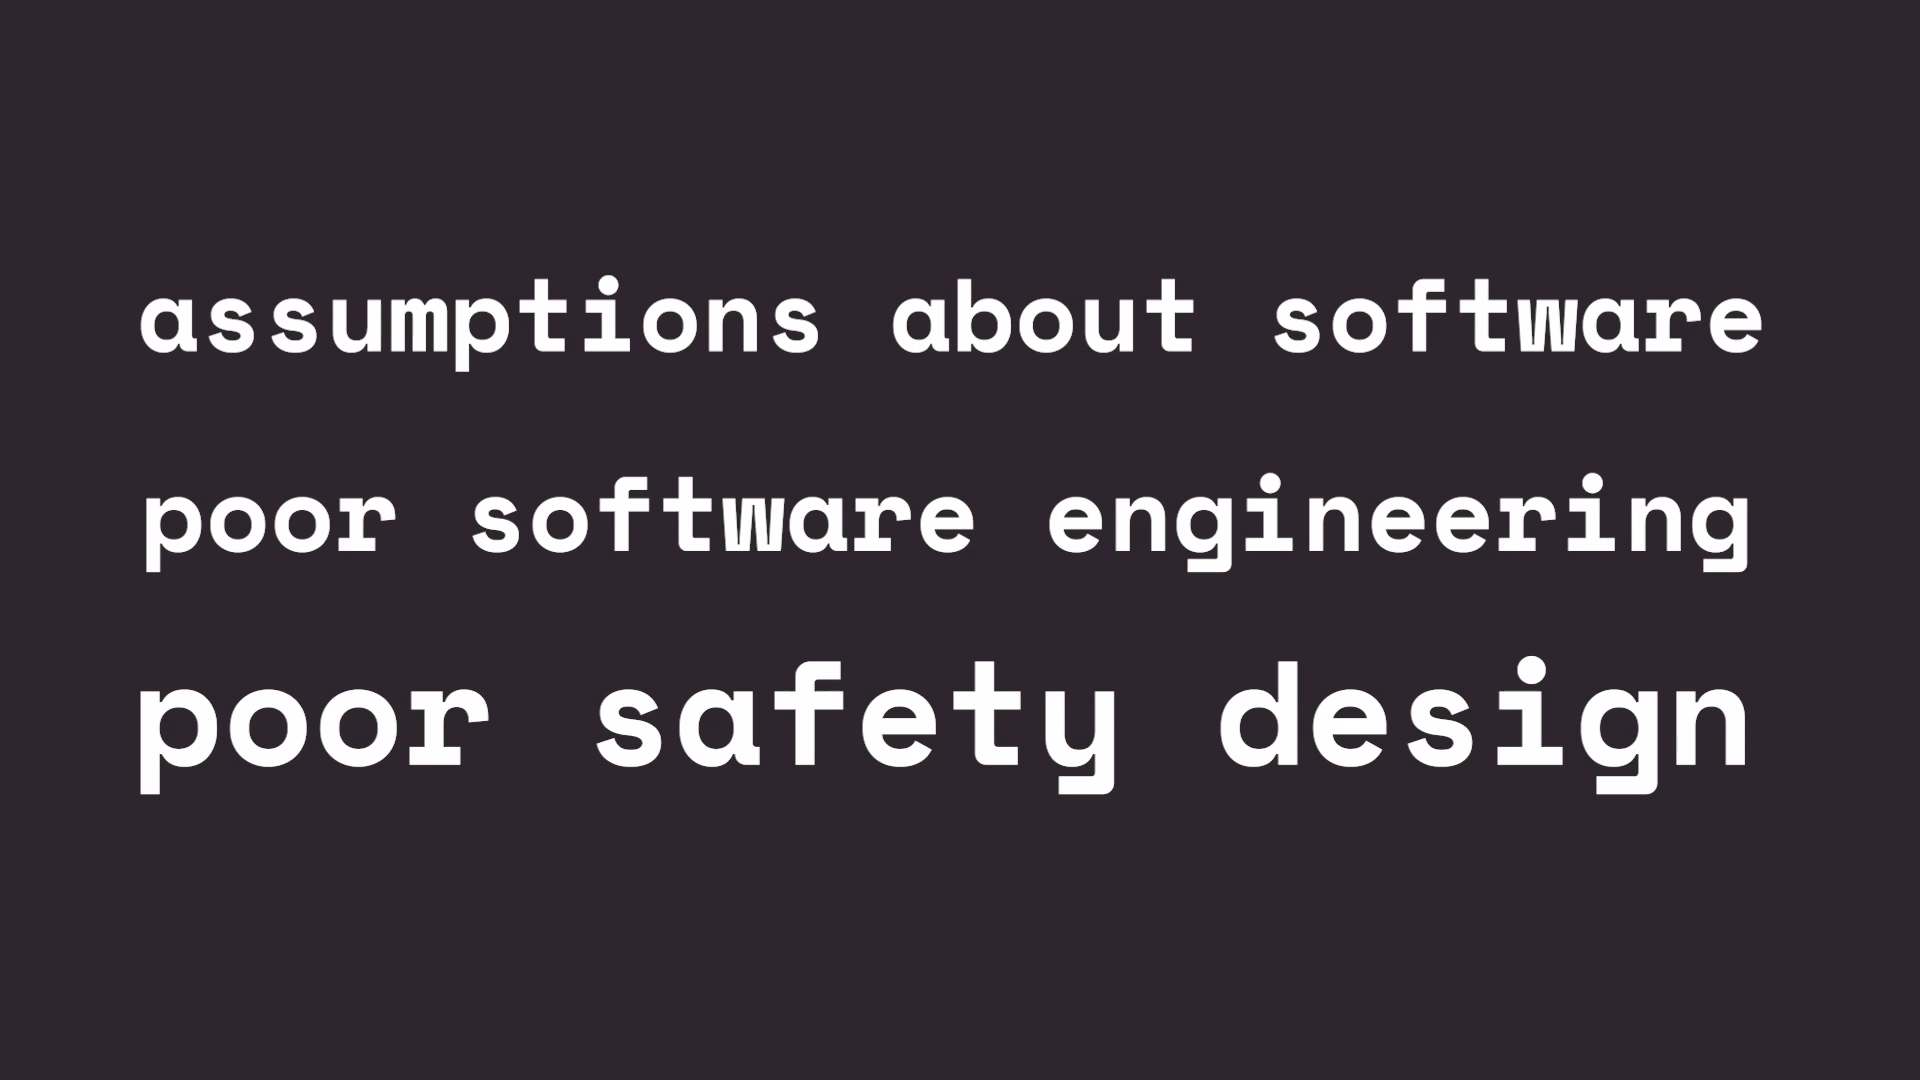 assumptions about software
poor software engineering
poor safety design